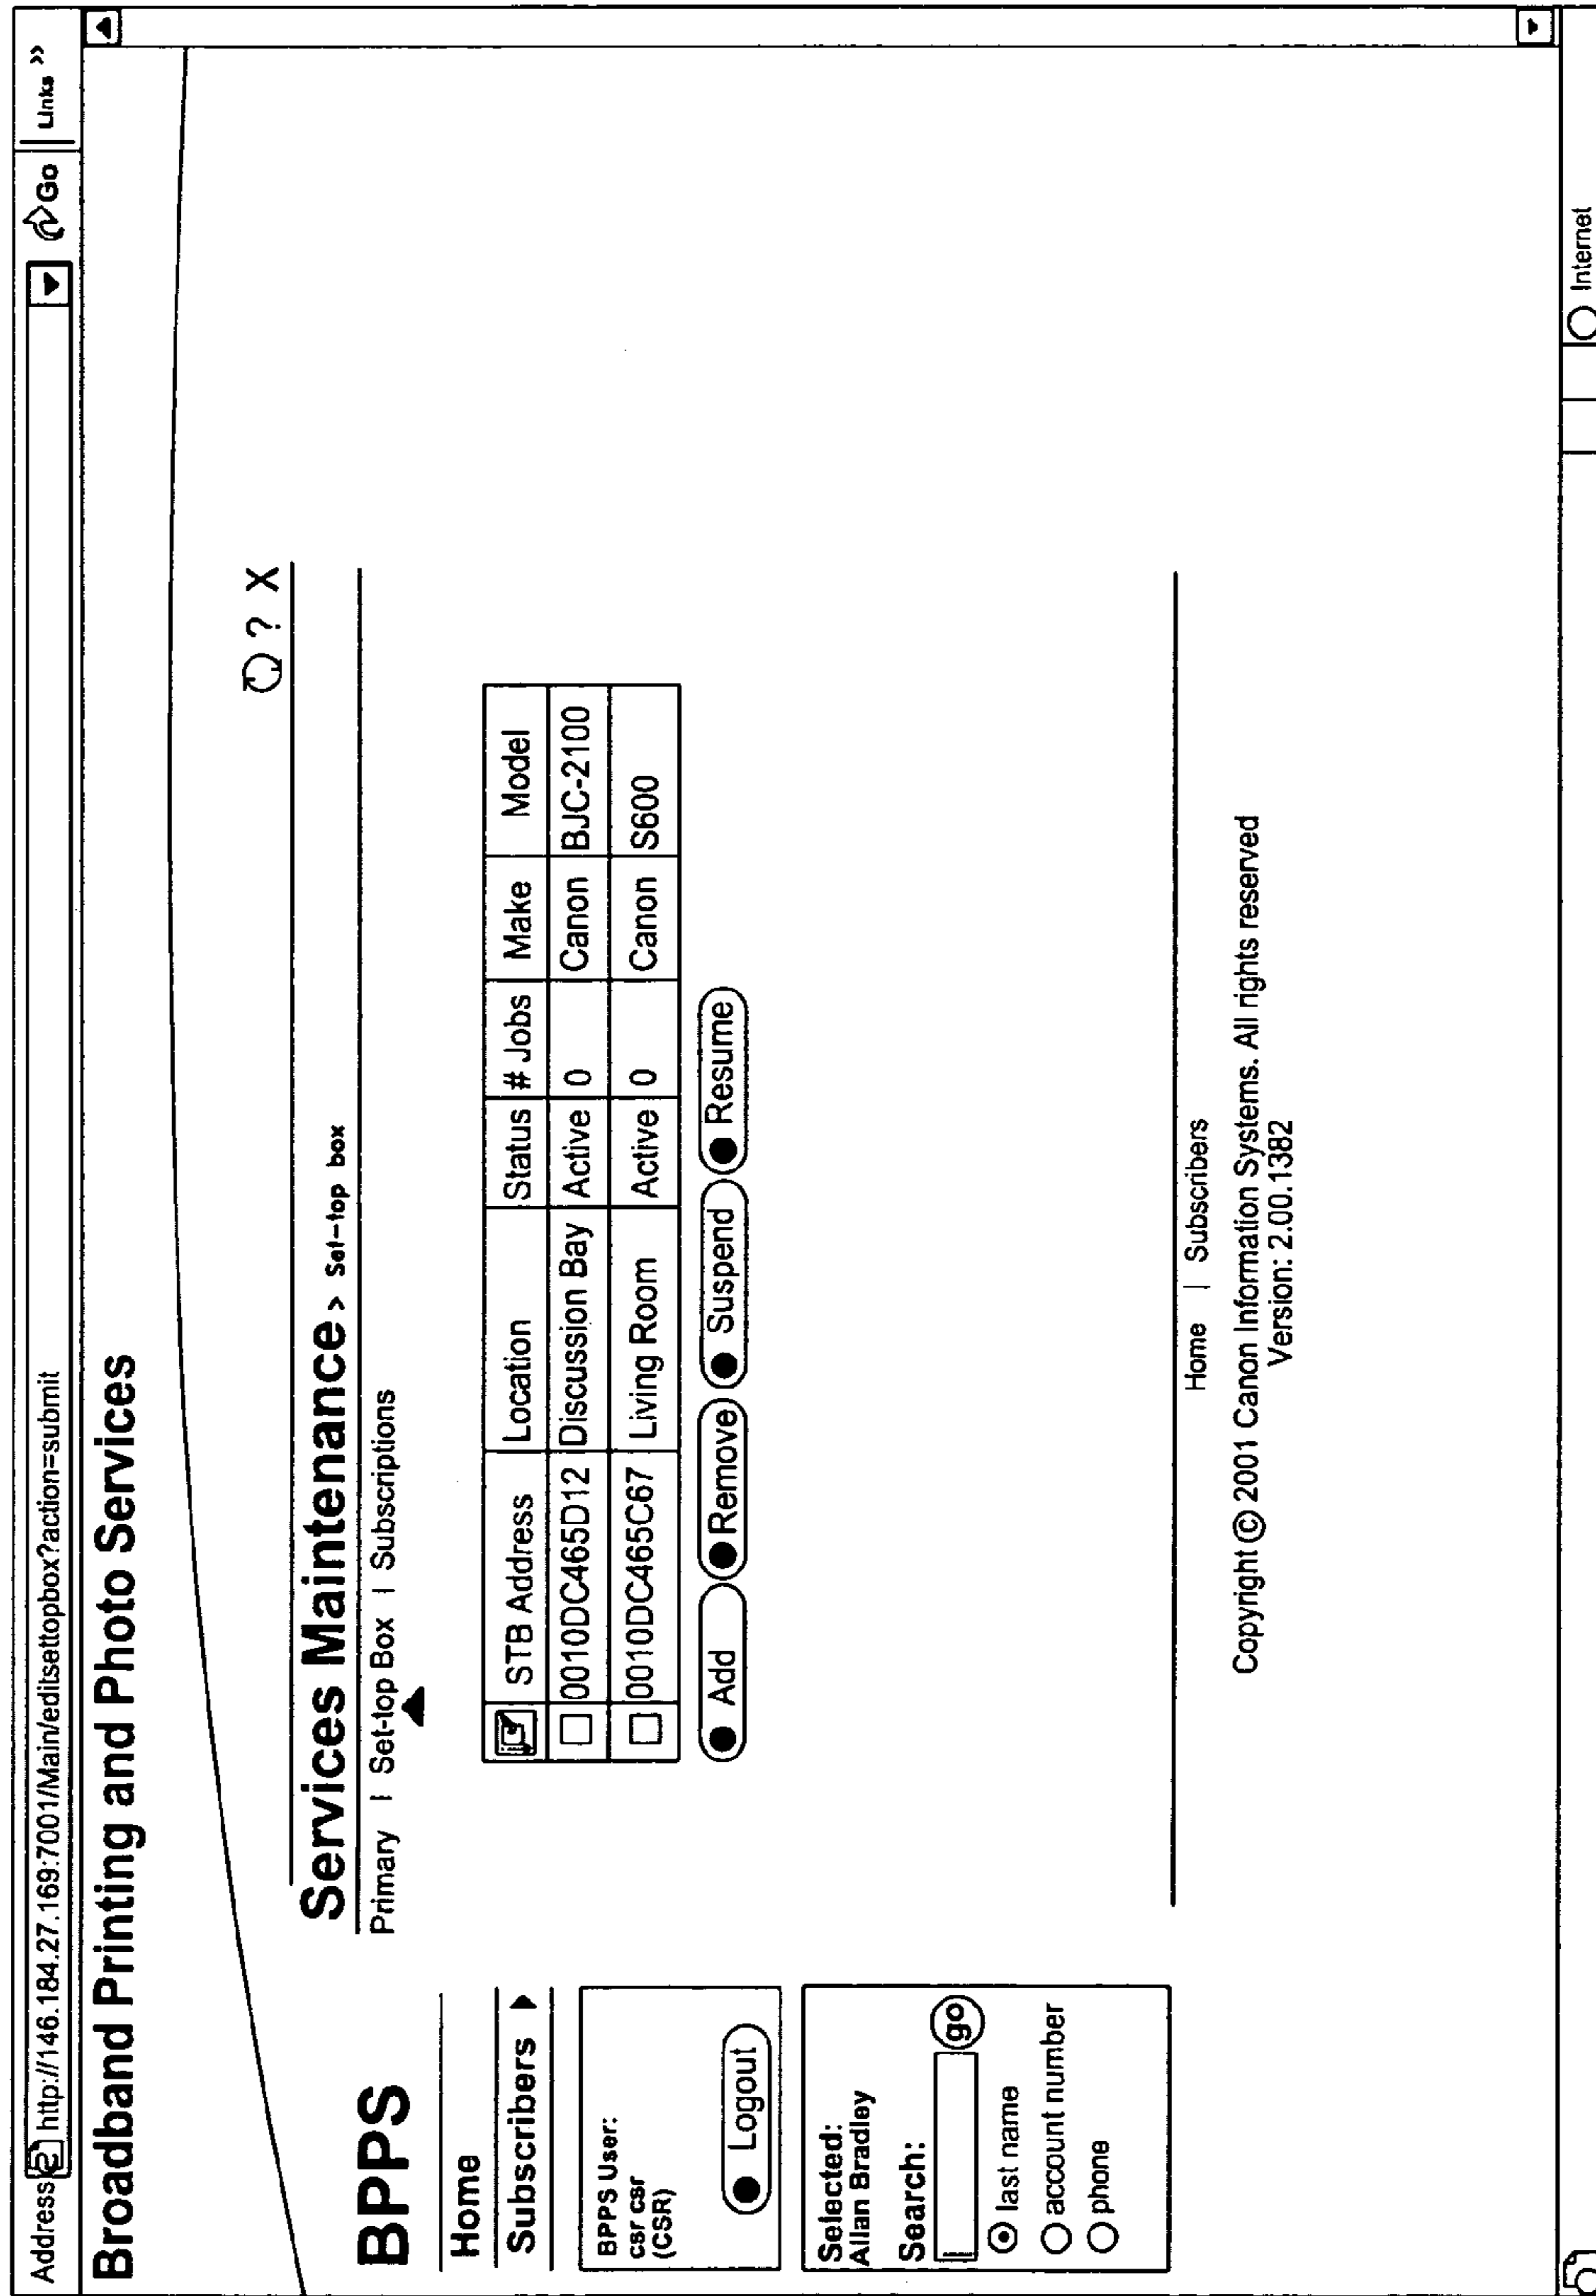 Address http://146.184.27.169:7001/Main/editsettopbox?action=submit Go Links »
Broadband Printing and Photo Services
BPPS
Home
Subscribers
BPPS User:
csr csr
(CSR)
Logout
Selected:
Allan Bradley
Search:
go
last name
account number
phone
? X
Services Maintenance > Set-top box
Primary | Set-top Box | Subscriptions
STB Address Location Status # Jobs Make Model
0010DC465D12 Discussion Bay Active 0 Canon BJC-2100
0010DC465C67 Living Room Active 0 Canon S600
Add Remove Suspend Resume
Home | Subscribers
Copyright © 2001 Canon Information Systems. All rights reserved
Version: 2.00.1382
Internet